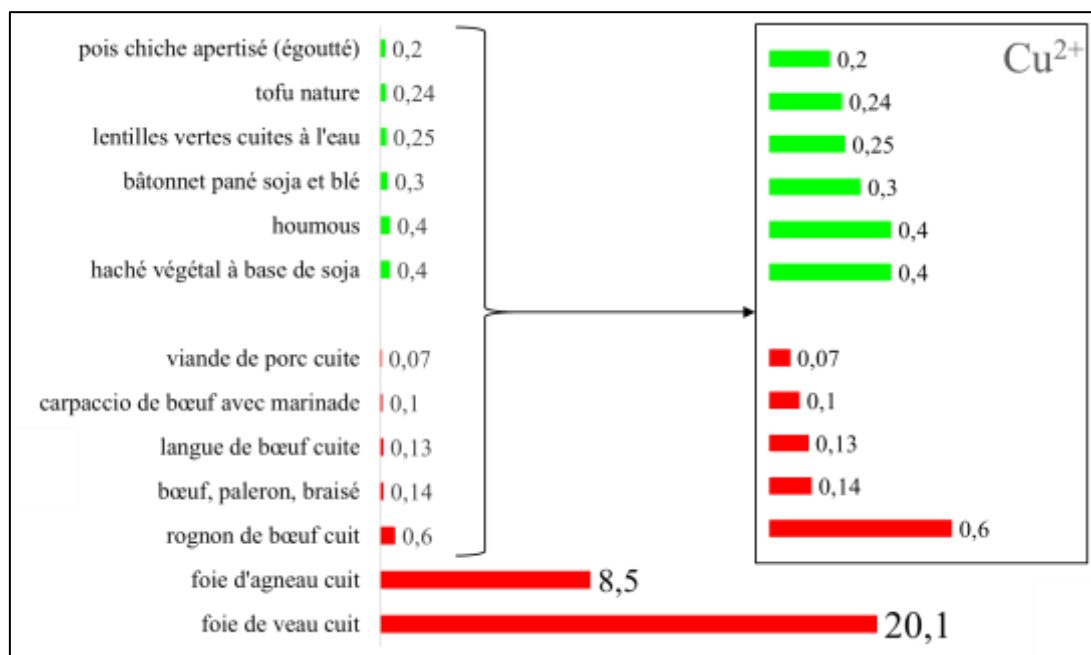 pois chiche apertisé (égoutté) 0,2
tofu nature 0,24
lentilles vertes cuites à l'eau 0,25
bâtonnet pané soja et blé 0,3
houmous 0,4
haché végétal à base de soja 0,4
viande de porc cuite 0,07
carpaccio de bœuf avec marinade 0,1
langue de bœuf cuite 0,13
bœuf, paleron, braisé 0,14
rognon de bœuf cuit 0,6
foie d'agneau cuit 8,5
foie de veau cuit 20,1
Cu²⁺
0,2
0,24
0,25
0,3
0,4
0,4
0,07
0,1
0,13
0,14
0,6